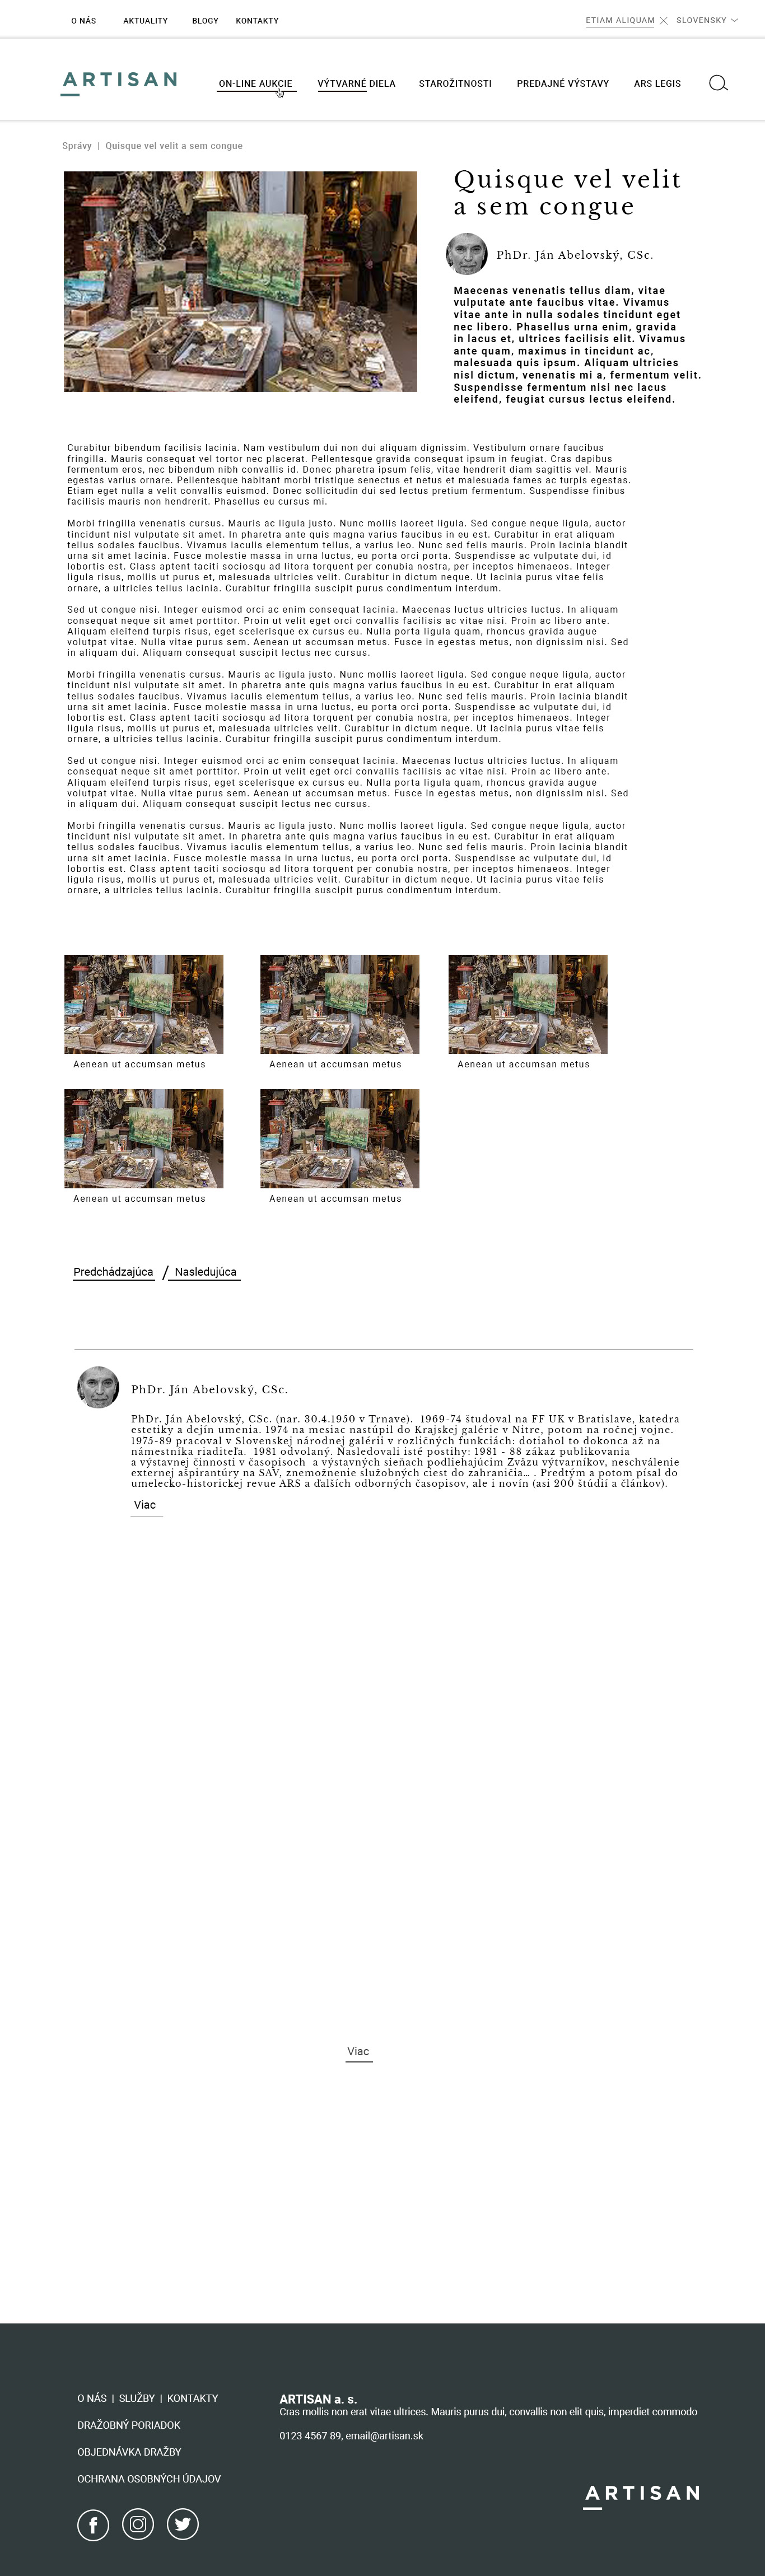 O NÁS AKTUALITY BLOGY KONTAKTY ETIAM ALIQUAM SLOVENSKY
ARTISAN ON-LINE AUKCIE VÝTVARNÉ DIELA STAROŽITNOSTI PREDAJNÉ VÝSTAVY ARS LEGIS
Správy | Quisque vel velit a sem congue
Quisque vel velit
a sem congue
PhDr. Ján Abelovský, CSc.
Maecenas venenatis tellus diam, vitae
vulputate ante faucibus vitae. Vivamus
vitae ante in nulla sodales tincidunt eget
nec libero. Phasellus urna enim, gravida
in lacus et, ultrices facilisis elit. Vivamus
ante quam, maximus in tincidunt ac,
malesuada quis ipsum. Aliquam ultricies
nisl dictum, venenatis mi a, fermentum velit.
Suspendisse fermentum nisi nec lacus
eleifend, feugiat cursus lectus eleifend.
Curabitur bibendum facilisis lacinia. Nam vestibulum dui non dui aliquam dignissim. Vestibulum ornare faucibus
fringilla. Mauris consequat vel tortor nec placerat. Pellentesque gravida consequat ipsum in feugiat. Cras dapibus
fermentum eros, nec bibendum nibh convallis id. Donec pharetra ipsum felis, vitae hendrerit diam sagittis vel. Mauris
egestas varius ornare. Pellentesque habitant morbi tristique senectus et netus et malesuada fames ac turpis egestas.
Etiam eget nulla a velit convallis euismod. Donec sollicitudin dui sed lectus pretium fermentum. Suspendisse finibus
facilisis mauris non hendrerit. Phasellus eu cursus mi.
Morbi fringilla venenatis cursus. Mauris ac ligula justo. Nunc mollis laoreet ligula. Sed congue neque ligula, auctor
tincidunt nisl vulputate sit amet. In pharetra ante quis magna varius faucibus in eu est. Curabitur in erat aliquam
tellus sodales faucibus. Vivamus iaculis elementum tellus, a varius leo. Nunc sed felis mauris. Proin lacinia blandit
urna sit amet lacinia. Fusce molestie massa in urna luctus, eu porta orci porta. Suspendisse ac vulputate dui, id
lobortis est. Class aptent taciti sociosqu ad litora torquent per conubia nostra, per inceptos himenaeos. Integer
ligula risus, mollis ut purus et, malesuada ultricies velit. Curabitur in dictum neque. Ut lacinia purus vitae felis
ornare, a ultricies tellus lacinia. Curabitur fringilla suscipit purus condimentum interdum.
Sed ut congue nisi. Integer euismod orci ac enim consequat lacinia. Maecenas luctus ultricies luctus. In aliquam
consequat neque sit amet porttitor. Proin ut velit eget orci convallis facilisis ac vitae nisi. Proin ac libero ante.
Aliquam eleifend turpis risus, eget scelerisque ex cursus eu. Nulla porta ligula quam, rhoncus gravida augue
volutpat vitae. Nulla vitae purus sem. Aenean ut accumsan metus. Fusce in egestas metus, non dignissim nisi. Sed
in aliquam dui. Aliquam consequat suscipit lectus nec cursus.
Morbi fringilla venenatis cursus. Mauris ac ligula justo. Nunc mollis laoreet ligula. Sed congue neque ligula, auctor
tincidunt nisl vulputate sit amet. In pharetra ante quis magna varius faucibus in eu est. Curabitur in erat aliquam
tellus sodales faucibus. Vivamus iaculis elementum tellus, a varius leo. Nunc sed felis mauris. Proin lacinia blandit
urna sit amet lacinia. Fusce molestie massa in urna luctus, eu porta orci porta. Suspendisse ac vulputate dui, id
lobortis est. Class aptent taciti sociosqu ad litora torquent per conubia nostra, per inceptos himenaeos. Integer
ligula risus, mollis ut purus et, malesuada ultricies velit. Curabitur in dictum neque. Ut lacinia purus vitae felis
ornare, a ultricies tellus lacinia. Curabitur fringilla suscipit purus condimentum interdum.
Sed ut congue nisi. Integer euismod orci ac enim consequat lacinia. Maecenas luctus ultricies luctus. In aliquam
consequat neque sit amet porttitor. Proin ut velit eget orci convallis facilisis ac vitae nisi. Proin ac libero ante.
Aliquam eleifend turpis risus, eget scelerisque ex cursus eu. Nulla porta ligula quam, rhoncus gravida augue
volutpat vitae. Nulla vitae purus sem. Aenean ut accumsan metus. Fusce in egestas metus, non dignissim nisi. Sed
in aliquam dui. Aliquam consequat suscipit lectus nec cursus.
Morbi fringilla venenatis cursus. Mauris ac ligula justo. Nunc mollis laoreet ligula. Sed congue neque ligula, auctor
tincidunt nisl vulputate sit amet. In pharetra ante quis magna varius faucibus in eu est. Curabitur in erat aliquam
tellus sodales faucibus. Vivamus iaculis elementum tellus, a varius leo. Nunc sed felis mauris. Proin lacinia blandit
urna sit amet lacinia. Fusce molestie massa in urna luctus, eu porta orci porta. Suspendisse ac vulputate dui, id
lobortis est. Class aptent taciti sociosqu ad litora torquent per conubia nostra, per inceptos himenaeos. Integer
ligula risus, mollis ut purus et, malesuada ultricies velit. Curabitur in dictum neque. Ut lacinia purus vitae felis
ornare, a ultricies tellus lacinia. Curabitur fringilla suscipit purus condimentum interdum.
Aenean ut accumsan metus Aenean ut accumsan metus Aenean ut accumsan metus
Aenean ut accumsan metus Aenean ut accumsan metus
Predchádzajúca / Nasledujúca
PhDr. Ján Abelovský, CSc.
PhDr. Ján Abelovský, CSc. (nar. 30.4.1950 v Trnave). 1969-74 študoval na FF UK v Bratislave, katedra
estetiky a dejín umenia. 1974 na mesiac nastúpil do Krajskej galérie v Nitre, potom na ročnej vojne.
1975-89 pracoval v Slovenskej národnej galérii v rozličných funkciách: dotiahol to dokonca až na
námestníka riaditeľa. 1981 odvolaný. Nasledovali isté postihy: 1981 - 88 zákaz publikovania
a výstavnej činnosti v časopisoch a výstavných sieňach podliehajúcim Zväzu výtvarníkov, neschválenie
externej ašpirantúry na SAV, znemožnenie služobných ciest do zahraničia... . Predtým a potom písal do
umelecko-historickej revue ARS a ďalších odborných časopisov, ale i novín (asi 200 štúdií a článkov).
Viac
Viac
O NÁS | SLUŽBY | KONTAKTY
DRAŽOBNÝ PORIADOK
OBJEDNÁVKA DRAŽBY
OCHRANA OSOBNÝCH ÚDAJOV
ARTISAN a. s.
Cras mollis non erat vitae ultrices. Mauris purus dui, convallis non elit quis, imperdiet commodo
0123 4567 89, email@artisan.sk
ARTISAN